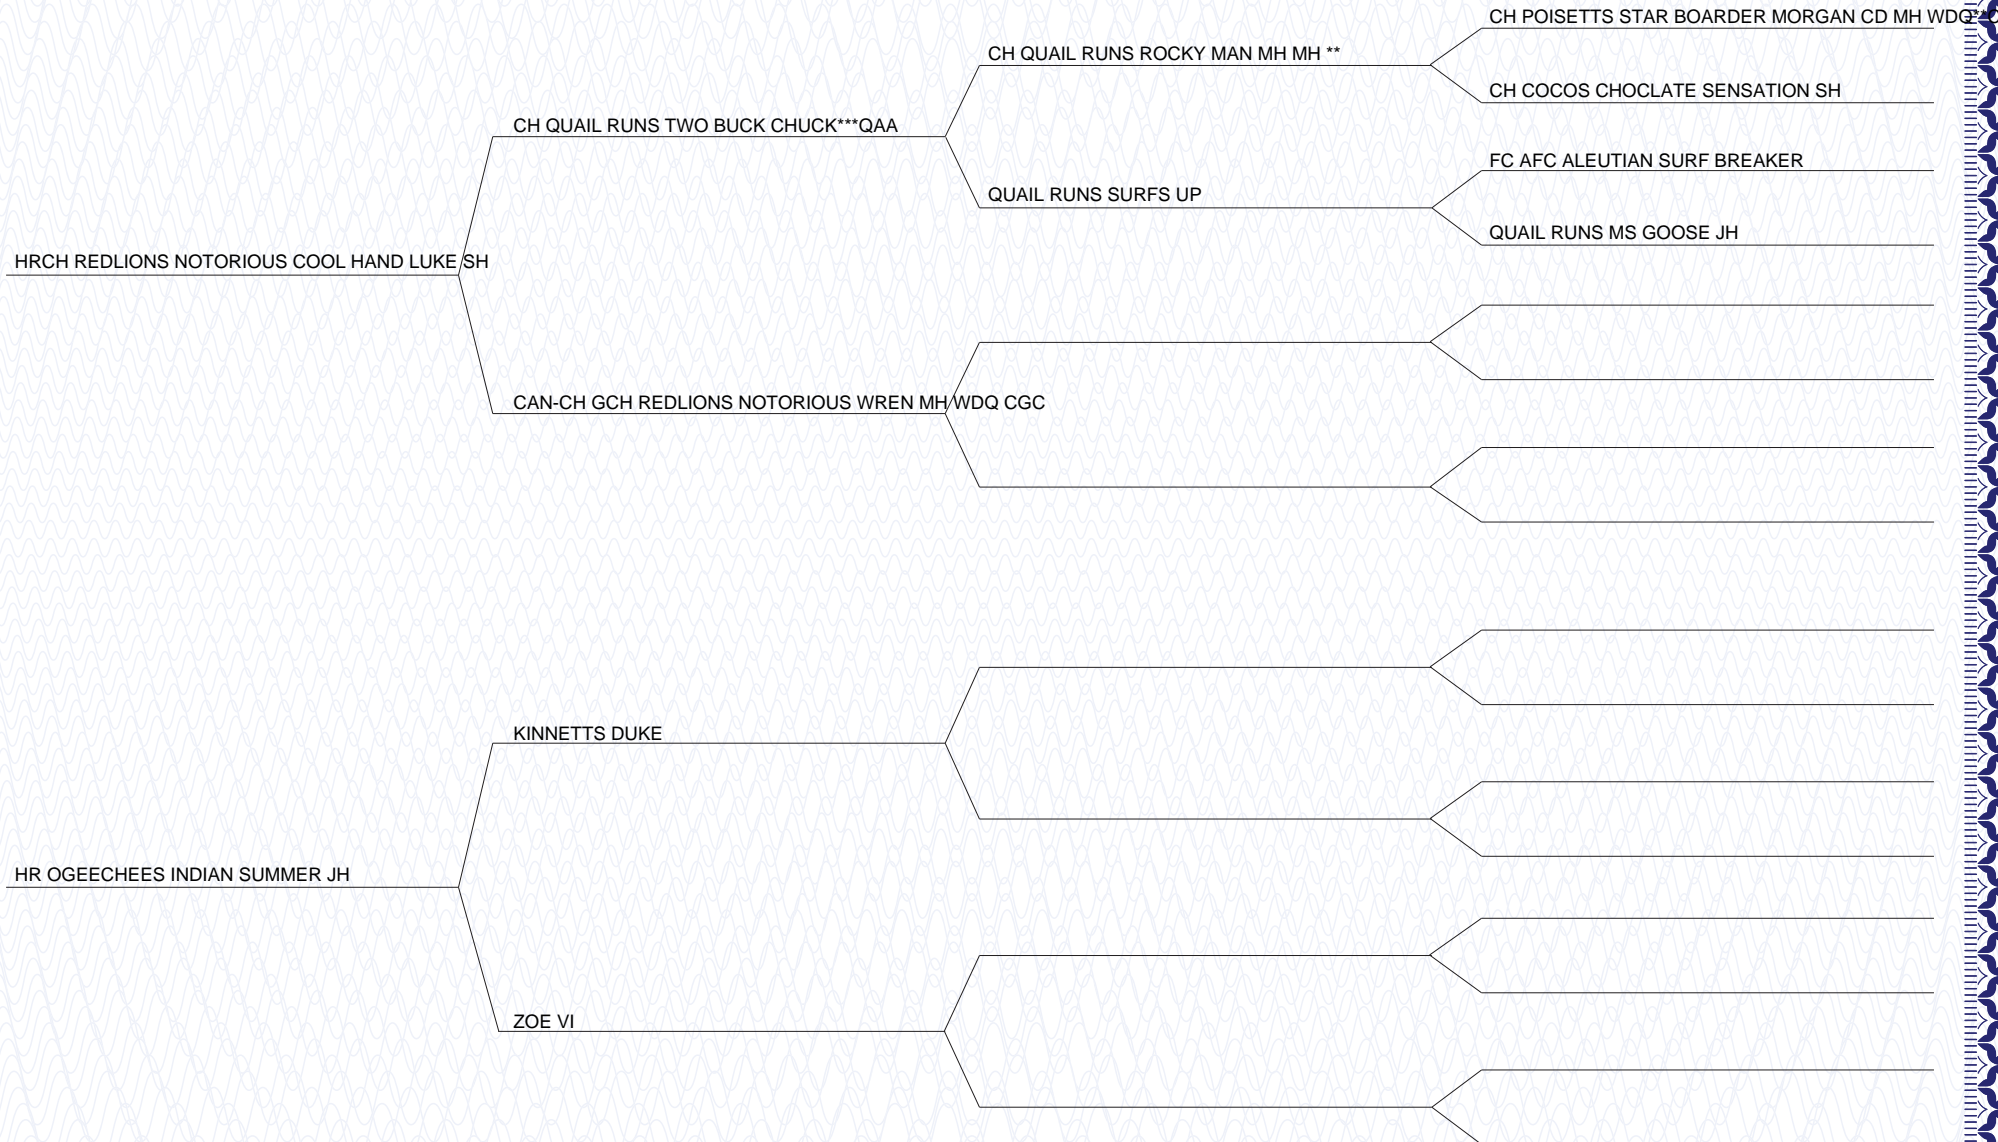 CH POISETTS STAR BOARDER MORGAN CD MH WDQ**C
CH QUAIL RUNS ROCKY MAN MH MH **
CH COCOS CHOCLATE SENSATION SH
CH QUAIL RUNS TWO BUCK CHUCK***QAA
FC AFC ALEUTIAN SURF BREAKER
QUAIL RUNS SURFS UP
QUAIL RUNS MS GOOSE JH
HRCH REDLIONS NOTORIOUS COOL HAND LUKE SH
CAN-CH GCH REDLIONS NOTORIOUS WREN MH WDQ CGC
KINNETTS DUKE
HR OGEECHEES INDIAN SUMMER JH
ZOE VI